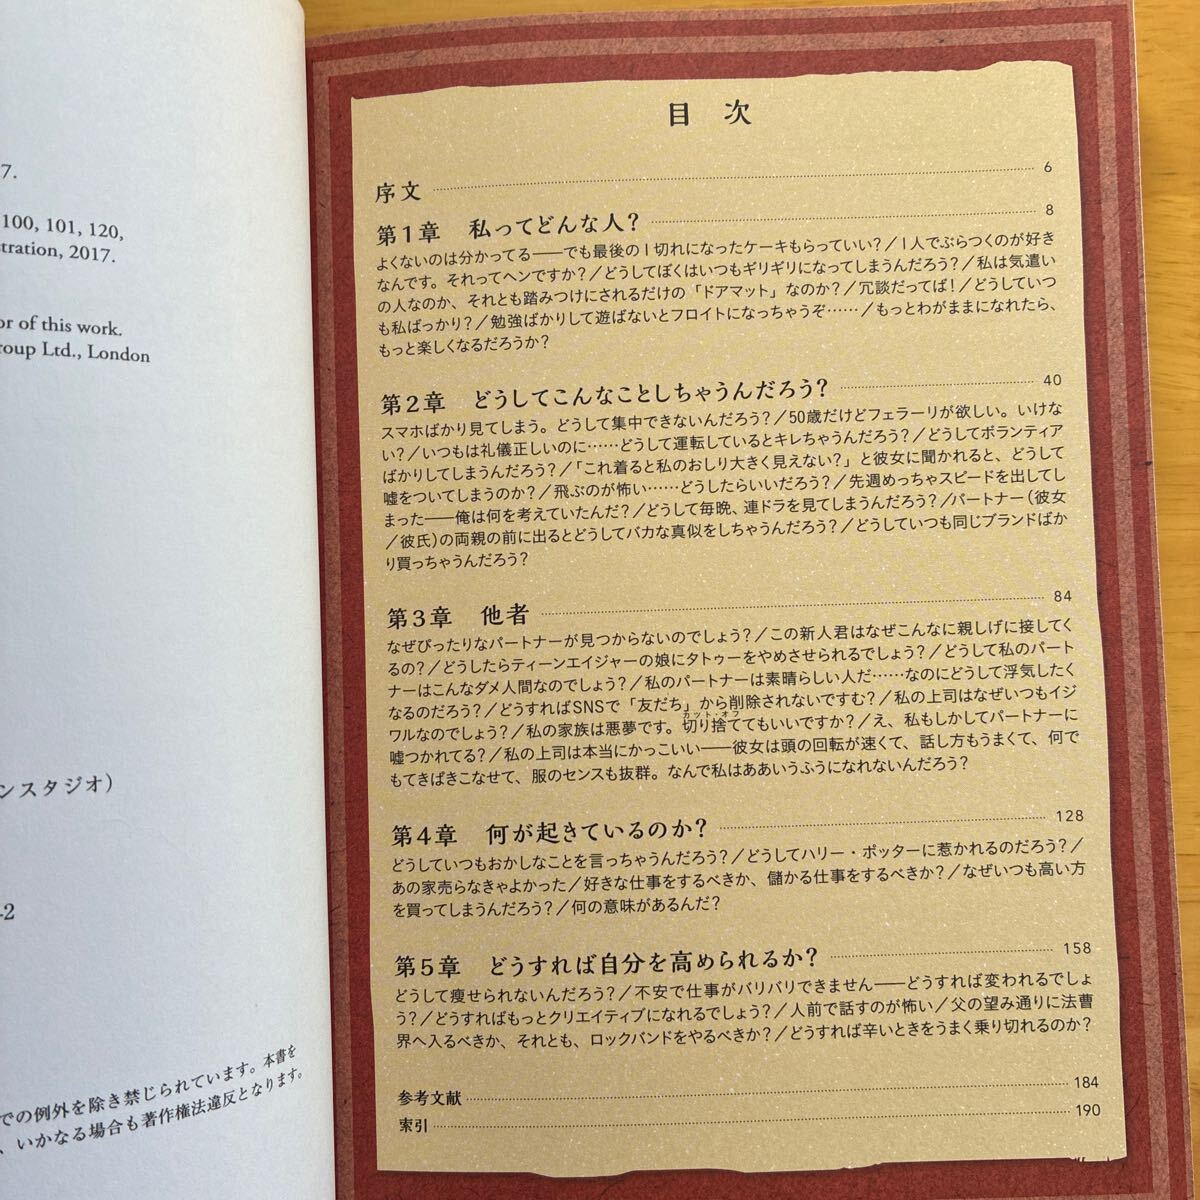 7.
100, 101, 120,
stration, 2017.
or of this work.
roup Ltd., London
ンスタジオ）
42
での例外を除き禁じられています。本書を
、いかなる場合も著作権法違反となります。
目 次
序文 6
第1章 私ってどんな人？ 8
よくないのは分かってる――でも最後の1切れになったケーキもらっていい？／1人でぶらつくのが好き
なんです。それってヘンですか？／どうしてぼくはいつもギリギリになってしまうんだろう？／私は気遣い
の人なのか、それとも踏みつけにされるだけの「ドアマット」なのか？／冗談だってば！／どうしていつ
も私ばっかり？／勉強ばかりして遊ばないとフロイトになっちゃうぞ……／もっとわがままになれたら、
もっと楽しくなるだろうか？
第2章 どうしてこんなことしちゃうんだろう？ 40
スマホばかり見てしまう。どうして集中できないんだろう？／50歳だけどフェラーリが欲しい。いけな
い？／いつもは礼儀正しいのに……どうして運転しているとキレちゃうんだろう？／どうしてボランティア
ばかりしてしまうんだろう？／「これ着ると私のおしり大きく見えない？」と彼女に聞かれると、どうして
嘘をついてしまうのか？／飛ぶのが怖い……どうしたらいいだろう？／先週めっちゃスピードを出してし
まった――俺は何を考えていたんだ？／どうして毎晩、連ドラを見てしまうんだろう？／パートナー（彼女
／彼氏）の両親の前に出るとどうしてバカな真似をしちゃうんだろう？／どうしていつも同じブランドばか
り買っちゃうんだろう？
第3章 他者 84
なぜぴったりなパートナーが見つからないのでしょう？／この新人君はなぜこんなに親しげに接してく
るの？／どうしたらティーンエイジャーの娘にタトゥーをやめさせられるでしょう？／どうして私のパート
ナーはこんなダメ人間なのでしょう？／私のパートナーは素晴らしい人だ……なのにどうして浮気したく
なるのだろう？／どうすればSNSで「友だち」から削除されないですむ？／私の上司はなぜいつもイジ
カット・オフ
ワルなのでしょう？／私の家族は悪夢です。切り捨ててもいいですか？／え、私もしかしてパートナーに
嘘つかれてる？／私の上司は本当にかっこいい――彼女は頭の回転が速くて、話し方もうまくて、何で
もてきぱきこなせて、服のセンスも抜群。なんで私はああいうふうになれないんだろう？
第4章 何が起きているのか？ 128
どうしていつもおかしなことを言っちゃうんだろう？／どうしてハリー・ポッターに惹かれるのだろう？／
あの家売らなきゃよかった／好きな仕事をするべきか、儲かる仕事をするべきか？／なぜいつも高い方
を買ってしまうんだろう？／何の意味があるんだ？
第5章 どうすれば自分を高められるか？ 158
どうして痩せられないんだろう？／不安で仕事がバリバリできません――どうすれば変われるでしょ
う？／どうすればもっとクリエイティブになれるでしょう？／人前で話すのが怖い／父の望み通りに法曹
界へ入るべきか、それとも、ロックバンドをやるべきか？／どうすれば辛いときをうまく乗り切れるのか？
参考文献 184
索引 190